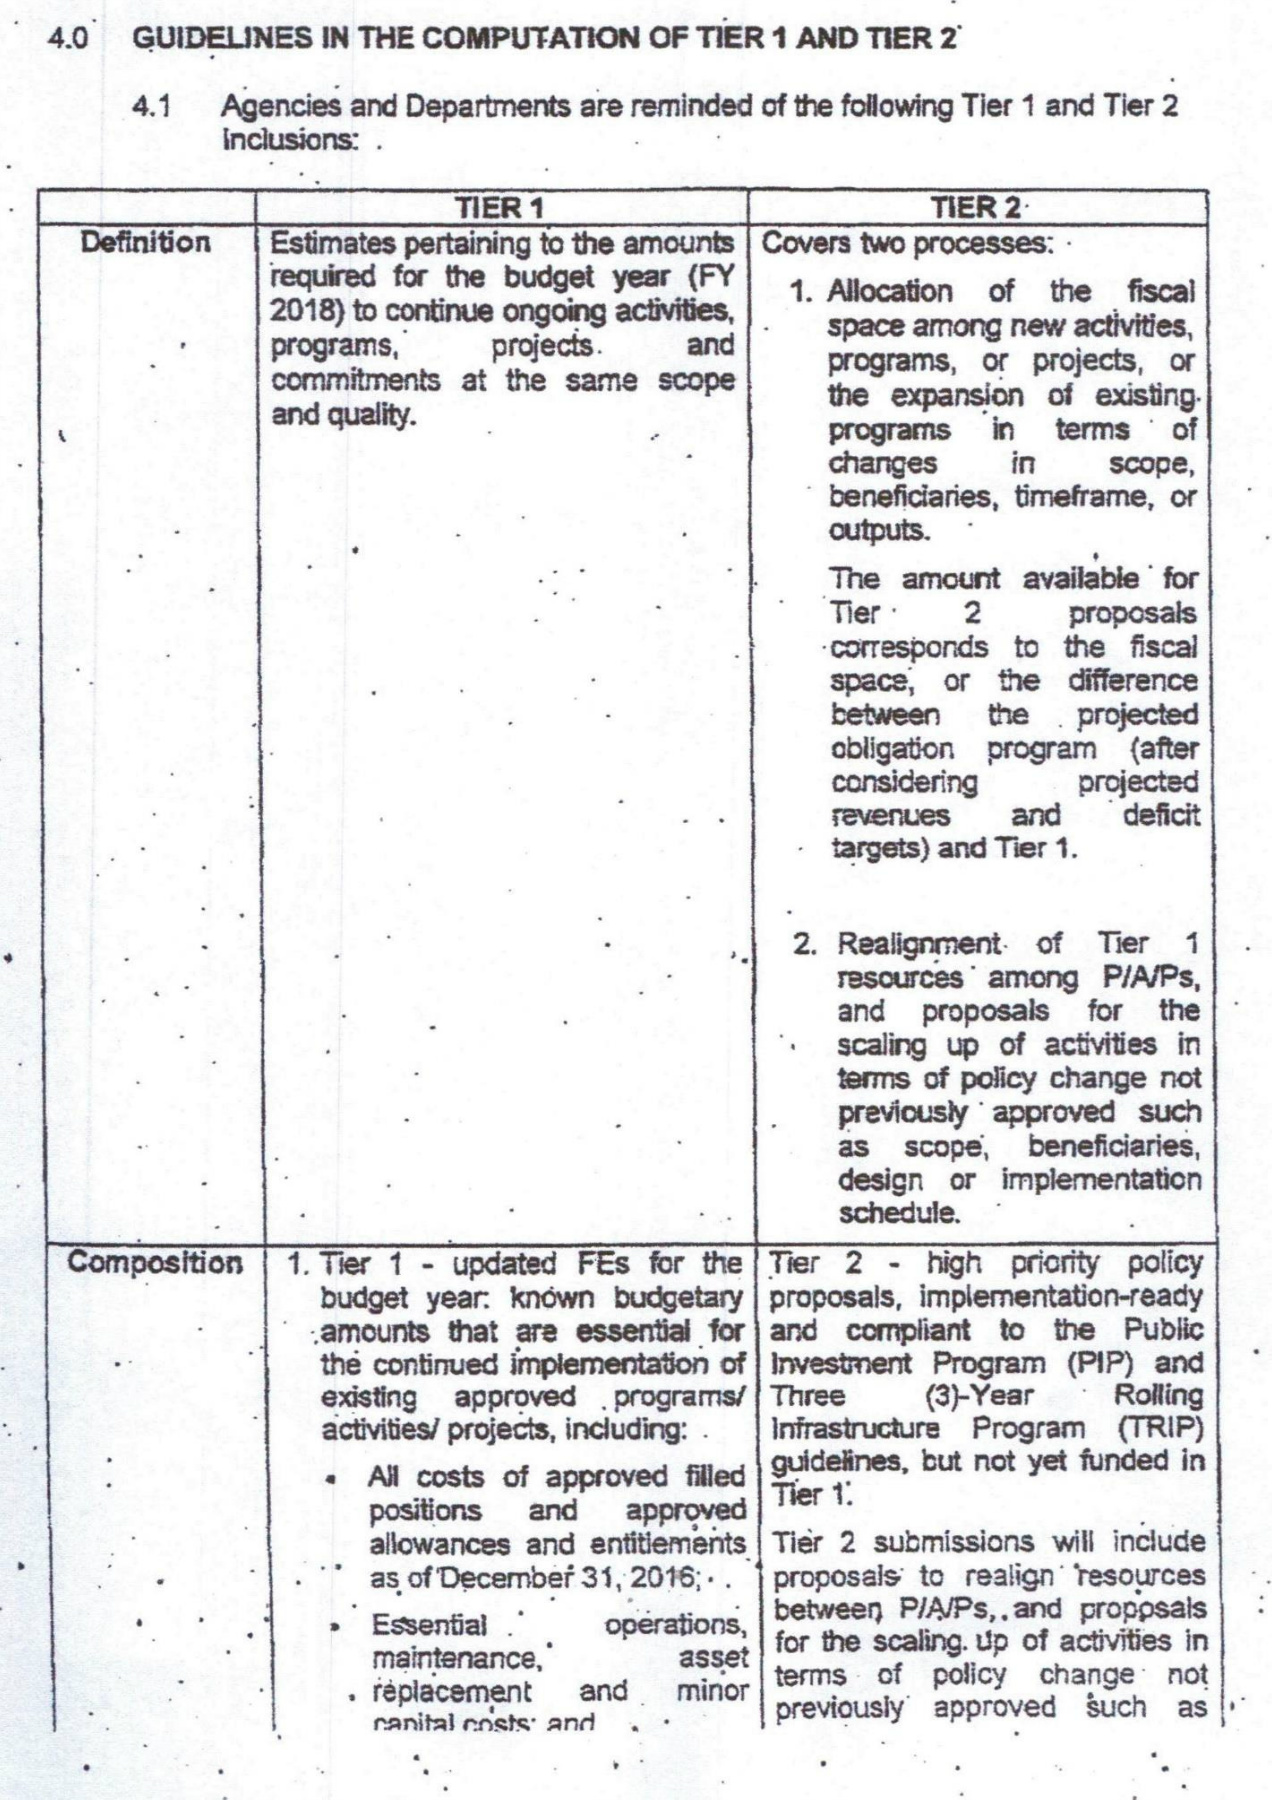 4.0 GUIDELINES IN THE COMPUTATION OF TIER 1 AND TIER 2
4.1 Agencies and Departments are reminded of the following Tier 1 and Tier 2
Inclusions:
TIER 1
TIER 2
Definition
Estimates pertaining to the amounts
required for the budget year (FY
2018) to continue ongoing activities,
programs, projects and
commitments at the same scope
and quality.
Covers two processes:
1. Allocation of the fiscal
space among new activities,
programs, or projects, or
the expansion of existing
programs in terms of
changes in scope,
beneficiaries, timeframe, or
outputs.
The amount available for
Tier 2 proposals
corresponds to the fiscal
space, or the difference
between the projected
obligation program (after
considering projected
revenues and deficit
targets) and Tier 1.
2. Realignment of Tier 1
resources among P/A/Ps,
and proposals for the
scaling up of activities in
terms of policy change not
previously approved such
as scope, beneficiaries,
design or implementation
schedule.
Composition
1. Tier 1 - updated FEs for the
budget year: known budgetary
amounts that are essential for
the continued implementation of
existing approved programs/
activities/ projects, including:
• All costs of approved filled
positions and approved
allowances and entitlements
as of December 31, 2016;
• Essential operations,
maintenance, asset
replacement and minor
capital costs; and
Tier 2 - high priority policy
proposals, implementation-ready
and compliant to the Public
Investment Program (PIP) and
Three (3)-Year Rolling
Infrastructure Program (TRIP)
guidelines, but not yet funded in
Tier 1.
Tier 2 submissions will include
proposals to realign resources
between P/A/Ps, and proposals
for the scaling up of activities in
terms of policy change not
previously approved such as